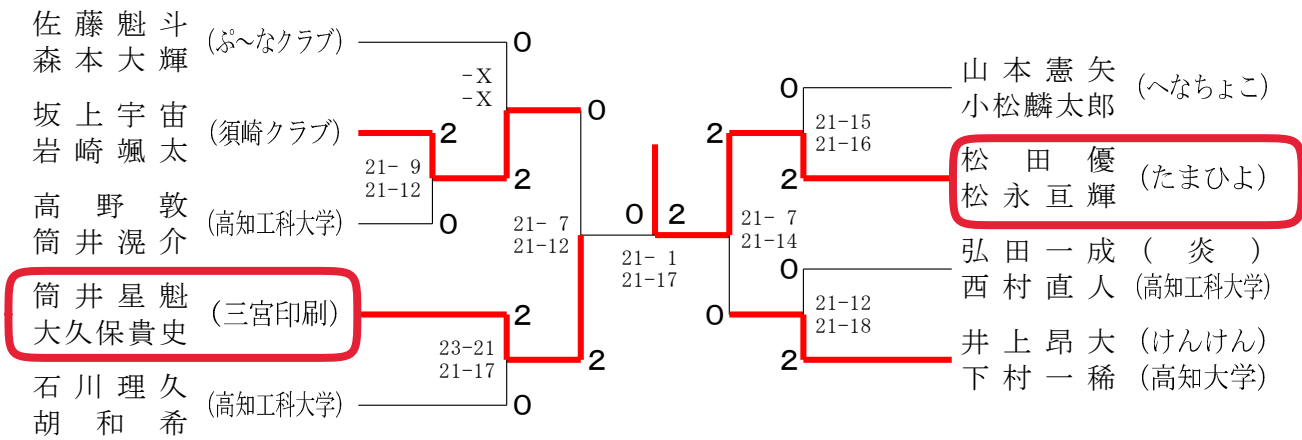 佐藤魁斗
森本大輝
(ぷ～なクラブ)
0
-X
-X
坂上宇宙
岩崎颯太
(須崎クラブ)
2
0
21- 9
21-12
2
高野敦
筒井滉介
(高知工科大学)
0
21- 7
21-12
筒井星魁
大久保貴史
(三宮印刷)
2
23-21
21-17
2
石川理久
胡和希
(高知工科大学)
0
0 2
21- 1
21-17
山本憲矢
小松麟太郎
(へなちょこ)
0
21-15
21-16
2
松田優
松永亘輝
(たまひよ)
2
21- 7
21-14
弘田一成
(炎)
西村直人
(高知工科大学)
0
21-12
21-18
0
井上昂大
(けんけん)
下村一稀
(高知大学)
2